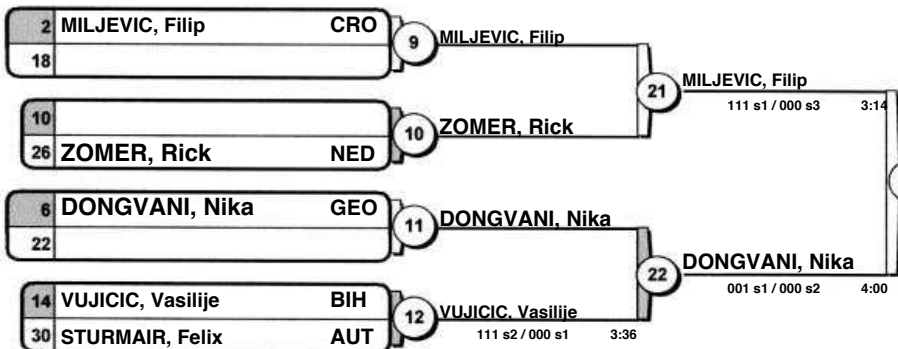 2 MILJEVIC, Filip CRO
18
9
MILJEVIC, Filip
21
MILJEVIC, Filip
111 s1 / 000 s3 3:14
10
26 ZOMER, Rick NED
10
ZOMER, Rick
6 DONGVANI, Nika GEO
22
11
DONGVANI, Nika
22
DONGVANI, Nika
001 s1 / 000 s2 4:00
14 VUJICIC, Vasilije BIH
30 STURMAIR, Felix AUT
12
VUJICIC, Vasilije
111 s2 / 000 s1 3:36